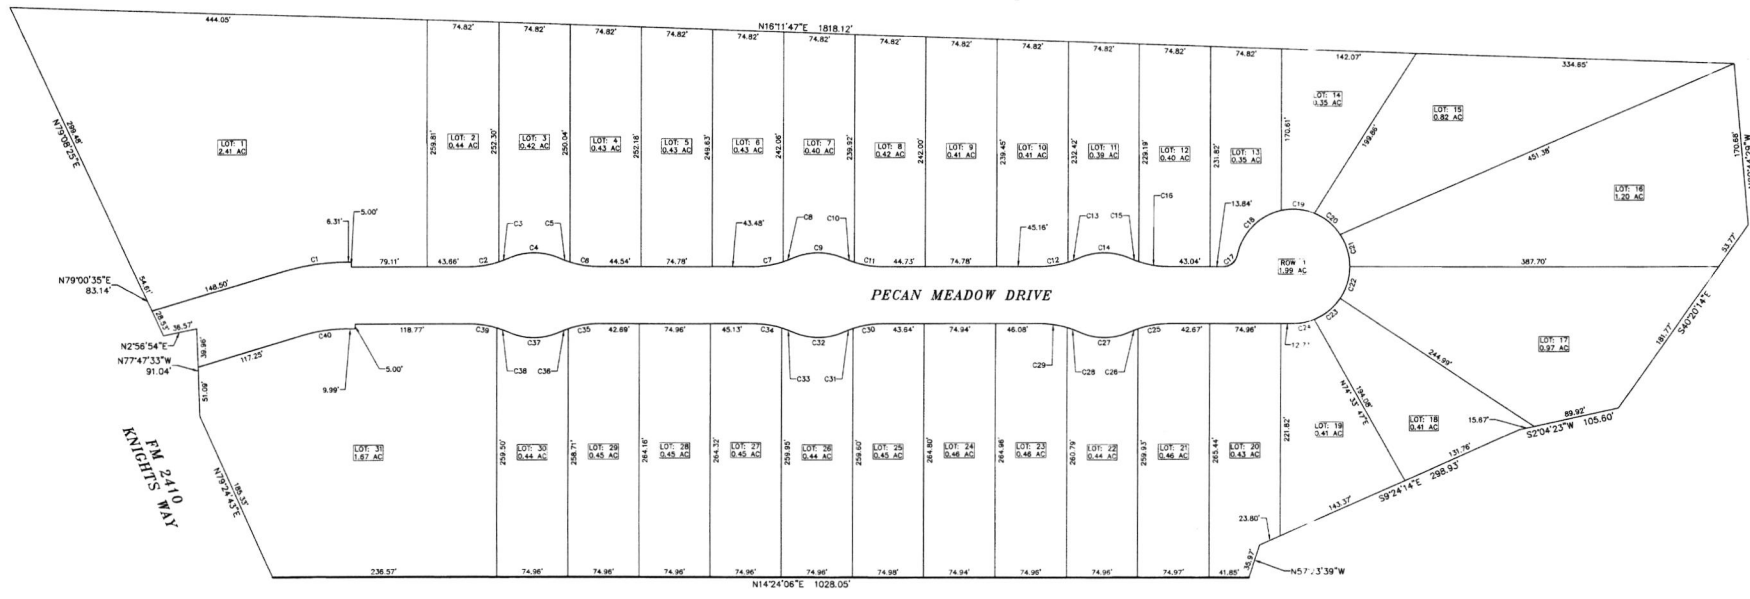 444.05'
74.82'
74.82'
74.82'
74.82'
74.82'
N16°11'47"E 1818.12'
74.82'
74.82'
74.82'
74.82'
74.82'
74.82'
74.82'
142.07'
334.65'
299.48'
N79°08'25"E
LOT: 1
2.41 AC
259.81'
LOT: 2
0.44 AC
252.30'
LOT: 3
0.42 AC
250.04'
LOT: 4
0.43 AC
252.18'
LOT: 5
0.43 AC
249.63'
LOT: 6
0.43 AC
242.06'
LOT: 7
0.40 AC
239.92'
LOT: 8
0.42 AC
242.00'
LOT: 9
0.41 AC
239.45'
LOT: 10
0.41 AC
232.42'
LOT: 11
0.39 AC
229.19'
LOT: 12
0.40 AC
231.82'
LOT: 13
0.35 AC
170.61'
LOT: 14
0.35 AC
199.86'
LOT: 15
0.82 AC
451.38'
170.68'
LOT: 16
1.20 AC
53.77'
6.31'
5.00'
C3
C5
43.48'
C8
C10
45.16'
C13
C15
C16
13.84'
C18
C19
C20
C21
C1
79.11'
43.66'
C2
C4
C6
44.54'
74.78'
C7
C9
C11
44.73'
74.78'
C12
C14
43.04'
C17
ROW 1
1.99 AC
387.70'
N79°00'35"E
83.14'
54.61'
148.50'
PECAN MEADOW DRIVE
C22
S40°20'14"E
181.77'
28.53'
36.57'
N2°56'54"E
39.96'
N77°47'33"W
91.04'
117.25'
C40
118.77'
C39
C37
C35
42.69'
74.96'
45.13'
C34
C32
C30
43.64'
74.94'
46.08'
C27
C25
42.67'
74.96'
C24
C23
LOT: 17
0.97 AC
244.99'
51.09'
9.99'
5.00'
C38
C36
C33
C31
C29
C28
C26
N74°33'47"E
194.08'
15.67'
89.92'
S2°04'23"W 105.60'
FM 2410
KNIGHTS WAY
185.33'
N79°24'43"E
LOT: 31
1.67 AC
259.50'
LOT: 30
0.44 AC
258.71'
LOT: 29
0.45 AC
264.16'
LOT: 28
0.45 AC
264.32'
LOT: 27
0.45 AC
259.95'
LOT: 26
0.44 AC
259.60'
LOT: 25
0.45 AC
264.80'
LOT: 24
0.46 AC
264.96'
LOT: 23
0.46 AC
260.79'
LOT: 22
0.44 AC
259.93'
LOT: 21
0.46 AC
265.44'
LOT: 20
0.43 AC
221.82'
LOT: 19
0.41 AC
LOT: 18
0.41 AC
131.76'
S9°24'14"E 298.93'
143.37'
23.80'
35.97'
236.57'
74.96'
74.96'
74.96'
74.96'
74.96'
74.98'
74.94'
74.96'
74.96'
74.97'
41.85'
N14°24'06"E 1028.05'